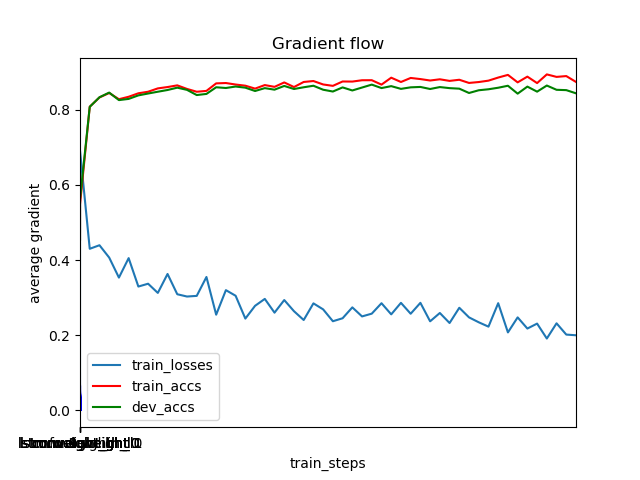 Gradient flow
average gradient
0.8
0.6
0.4
0.2
0.0
train_losses
train_accs
dev_accs
train_steps